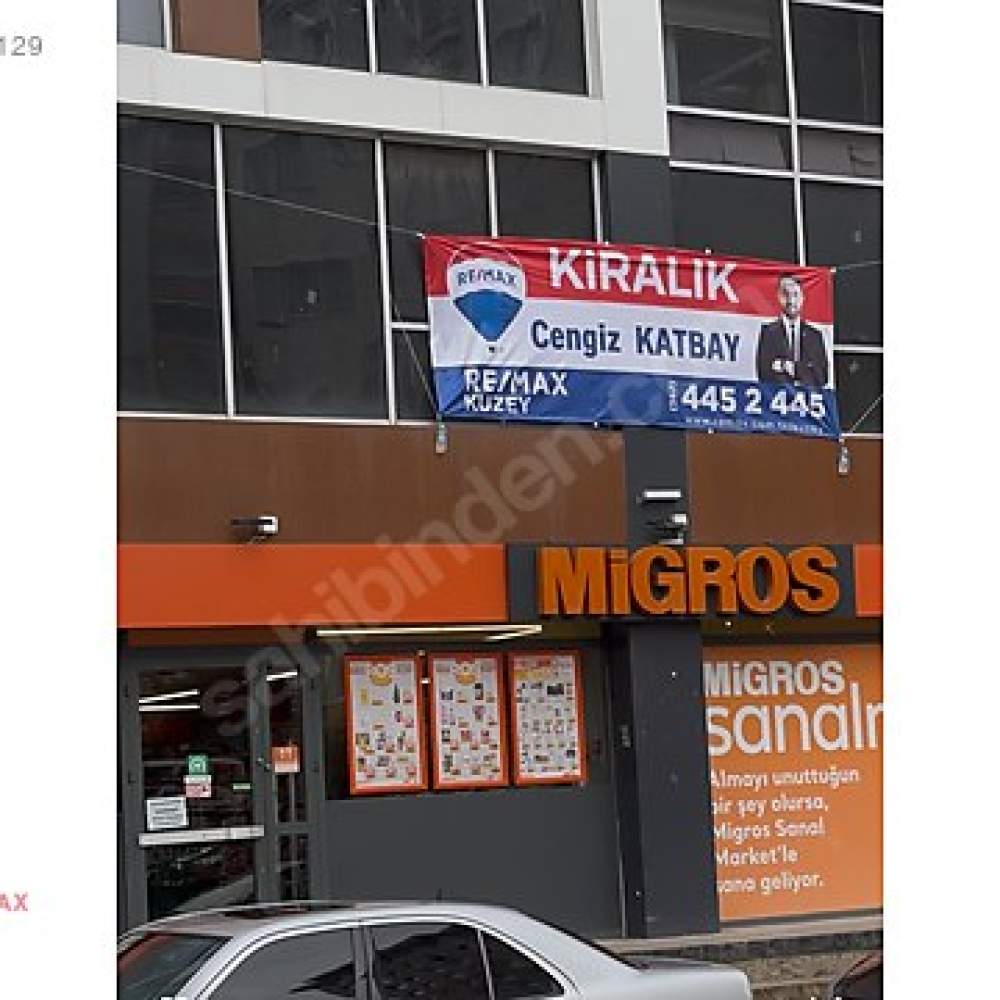 129
KiRALIK
RE/MAX
Cengiz KATBAY
RE/MAX
KUZEY
445 2 445
sahibinden.com
MiGROS
MiGROS
sanalr
Almayı unuttuğun
bir şey olursa,
Migros Sanal
Market'le
sana geliyor.
AX